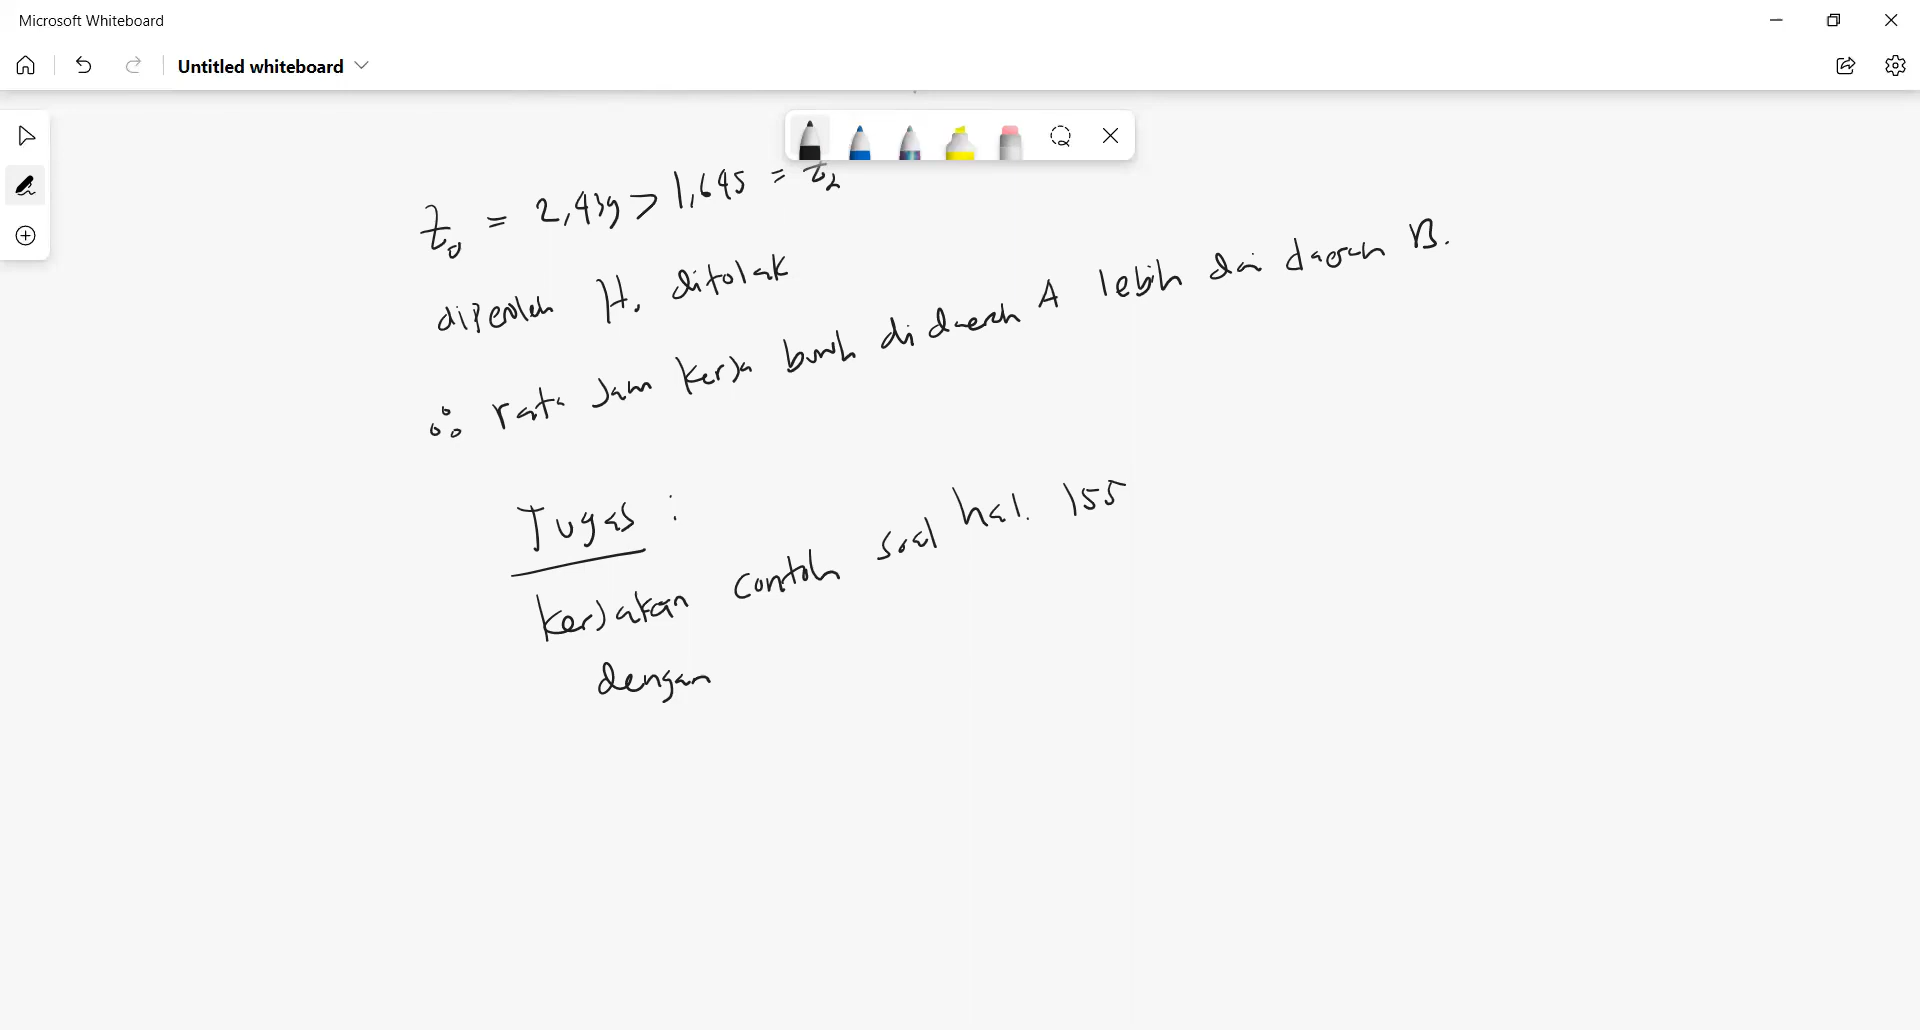 Microsoft Whiteboard
Untitled whiteboard
Z₀ = 2,439 > 1,645 = Z₂
diperoleh H₀ ditolak
∴ rata jam kerja buruh di daerah A lebih dari daerah B.
Tugas :
kerjakan contoh soal hal. 155
dengan